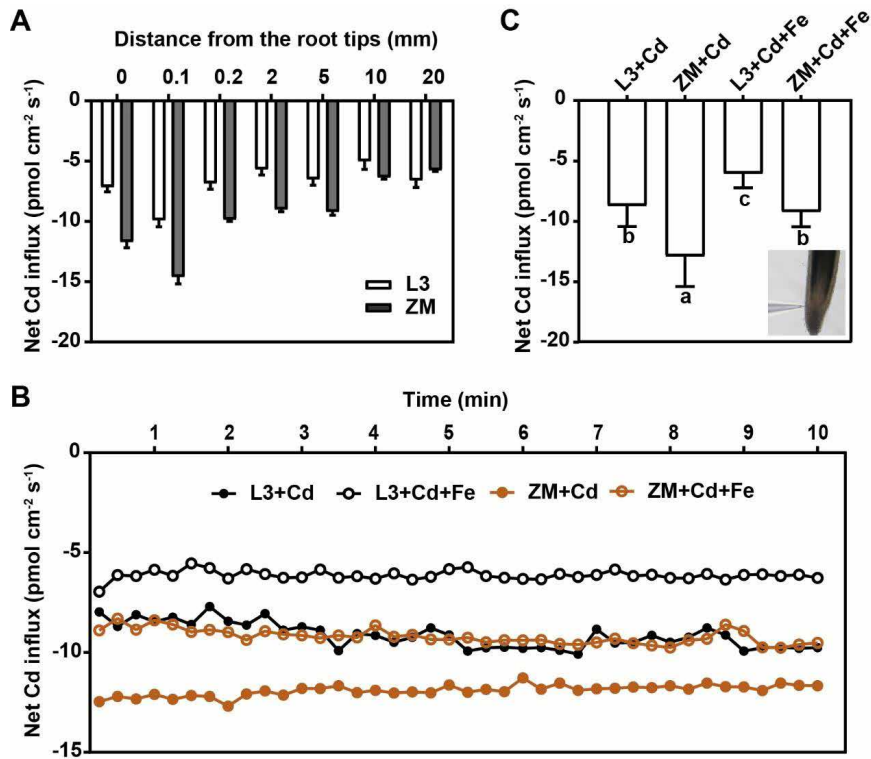 A
Distance from the root tips (mm)
0 0.1 0.2 2 5 10 20
0
-5
-10
-15
-20
Net Cd influx (pmol cm⁻² s⁻¹)
L3
ZM
C
L3+Cd ZM+Cd L3+Cd+Fe ZM+Cd+Fe
0
-5
-10
-15
-20
Net Cd influx (pmol cm⁻² s⁻¹)
b a c b
B
Time (min)
1 2 3 4 5 6 7 8 9 10
0
-5
-10
-15
Net Cd influx (pmol cm⁻² s⁻¹)
L3+Cd L3+Cd+Fe ZM+Cd ZM+Cd+Fe